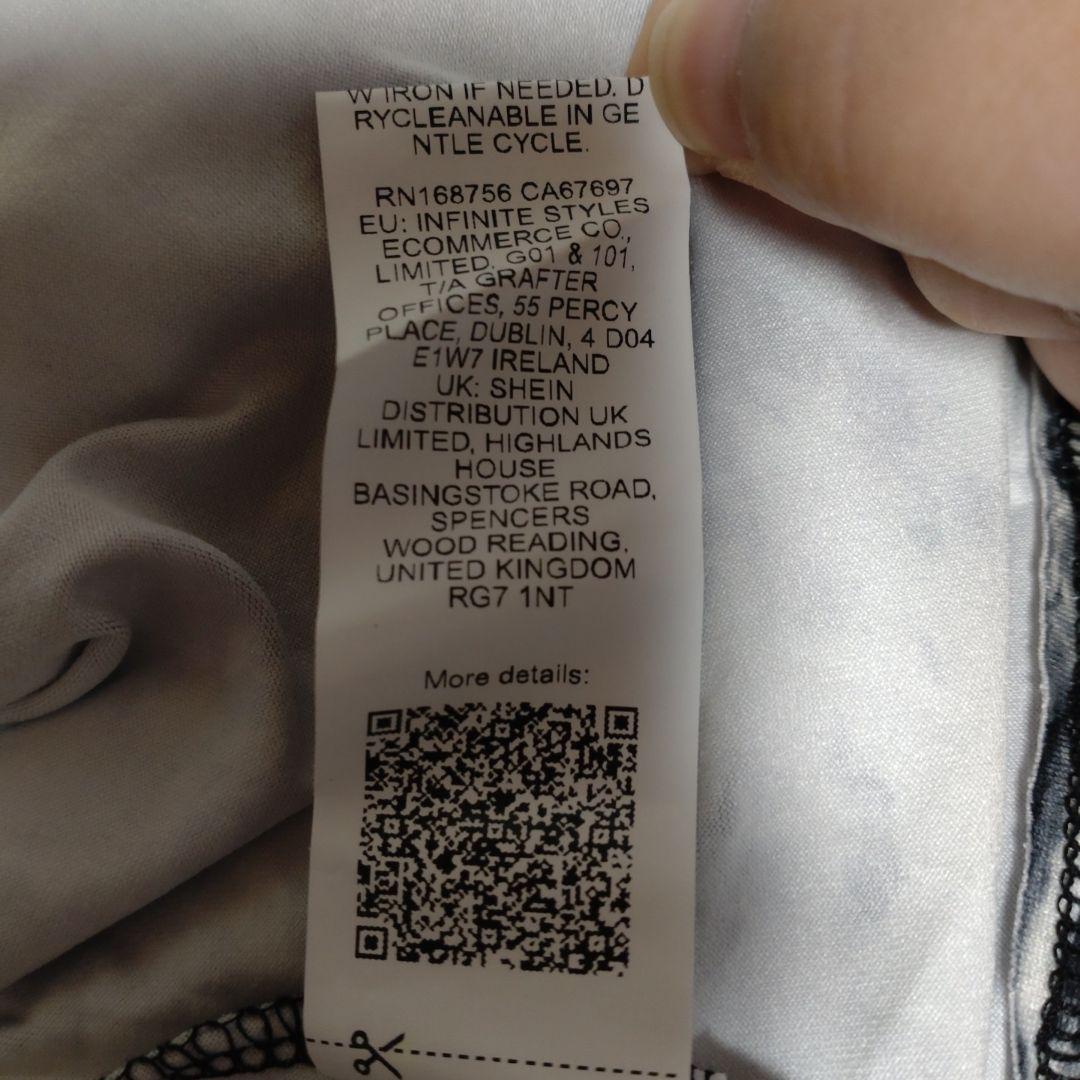 W IRON IF NEEDED. D
RYCLEANABLE IN GE
NTLE CYCLE.
RN168756 CA67697
EU: INFINITE STYLES
ECOMMERCE CO.,
LIMITED, G01 & 101,
T/A GRAFTER
OFFICES, 55 PERCY
PLACE, DUBLIN, 4 D04
E1W7 IRELAND
UK: SHEIN
DISTRIBUTION UK
LIMITED, HIGHLANDS
HOUSE
BASINGSTOKE ROAD,
SPENCERS
WOOD READING,
UNITED KINGDOM
RG7 1NT
More details: